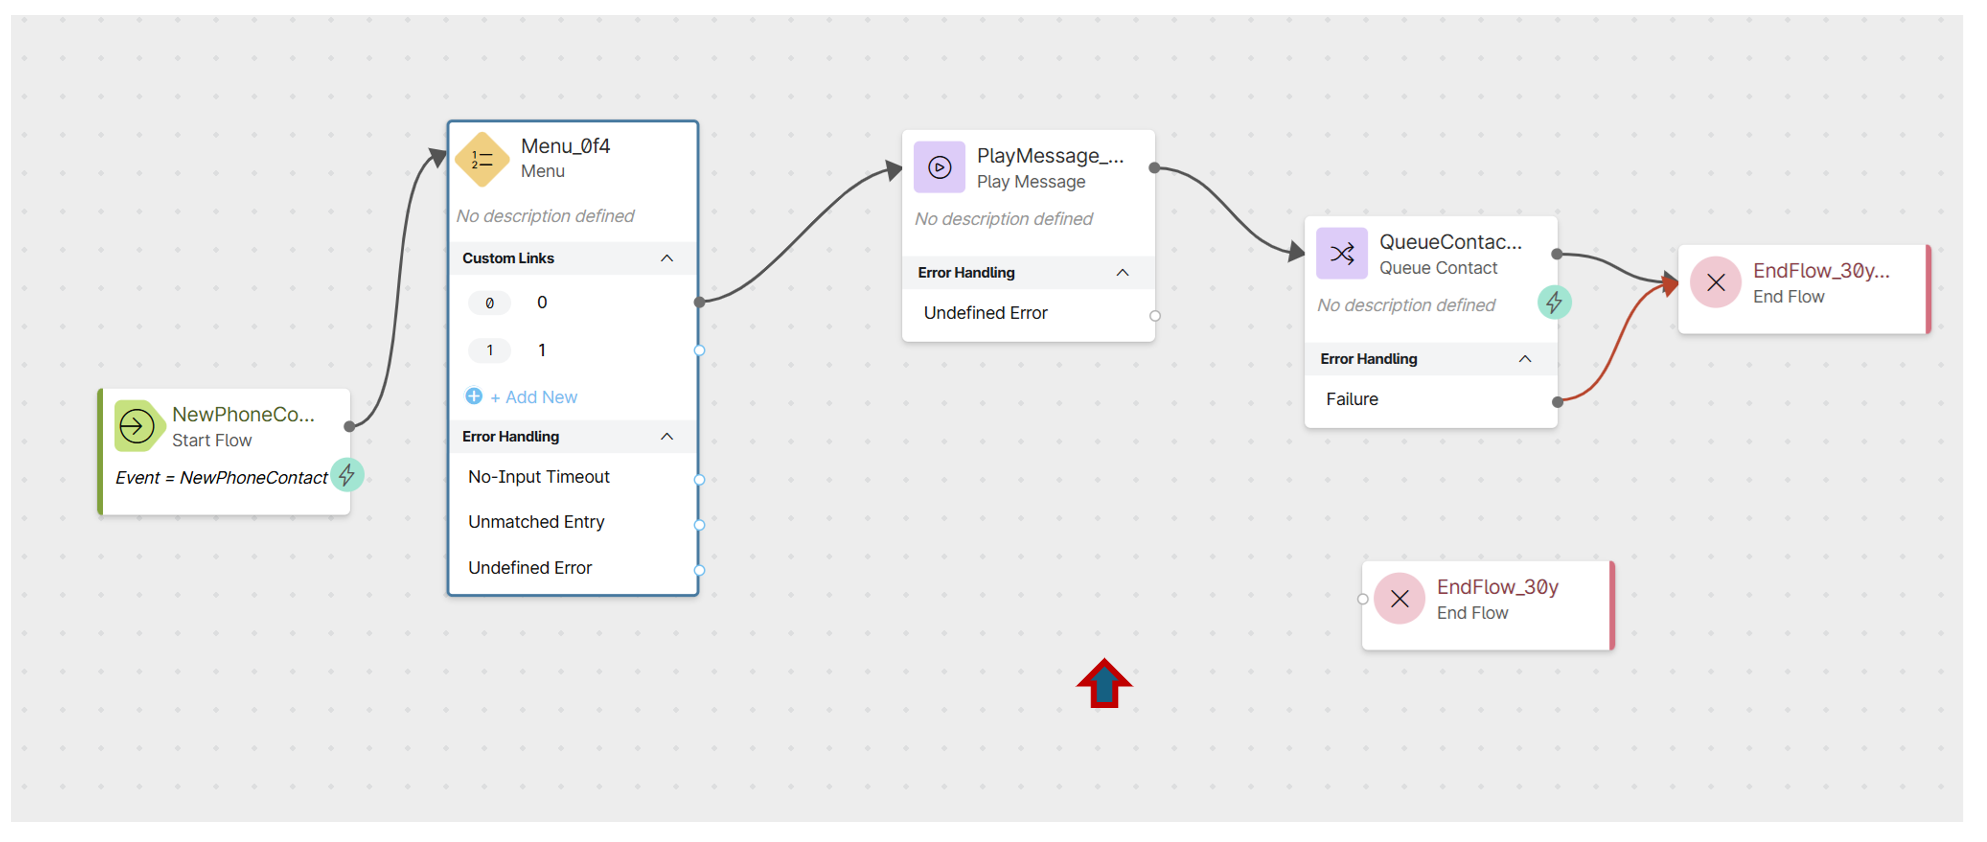 NewPhoneCo...
Start Flow
Event = NewPhoneContact
1
2
Menu_0f4
Menu
No description defined
Custom Links
0 0
1 1
+ Add New
Error Handling
No-Input Timeout
Unmatched Entry
Undefined Error
PlayMessage_...
Play Message
No description defined
Error Handling
Undefined Error
QueueContac...
Queue Contact
No description defined
Error Handling
Failure
EndFlow_30y...
End Flow
EndFlow_30y
End Flow